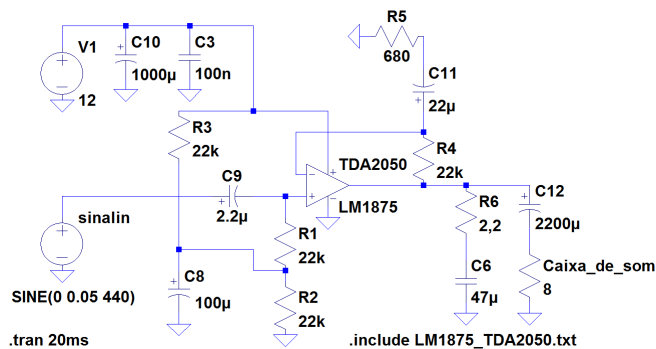 V1
12
C10
1000µ
C3
100n
R5
680
C11
22µ
R3
22k
R4
22k
TDA2050
LM1875
C9
2.2µ
sinalin
SINE(0 0.05 440)
R1
22k
R2
22k
C8
100µ
R6
2,2
C6
47µ
C12
2200µ
Caixa_de_som
8
.tran 20ms
.include LM1875_TDA2050.txt